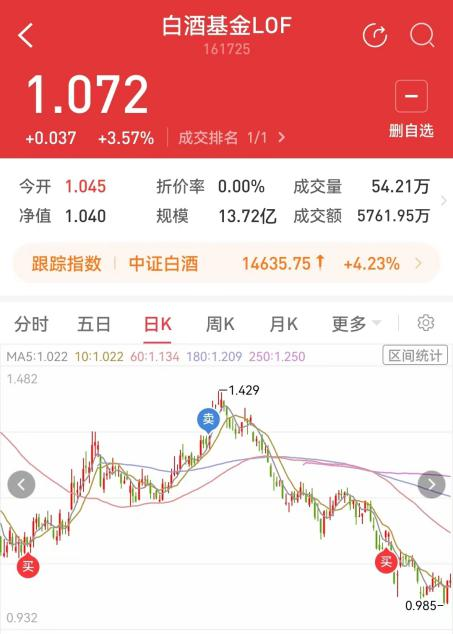 白酒基金LOF
161725
1.072
+0.037 +3.57% 成交排名 1/1
删自选
今开 1.045 折价率 0.00% 成交量 54.21万
净值 1.040 规模 13.72亿 成交额 5761.95万
跟踪指数 中证白酒 14635.75 +4.23%
分时 五日 日K 周K 月K 更多
MA5:1.022 10:1.022 60:1.134 180:1.209 250:1.250 区间统计
1.482
1.429
卖
买
买
0.985
0.932